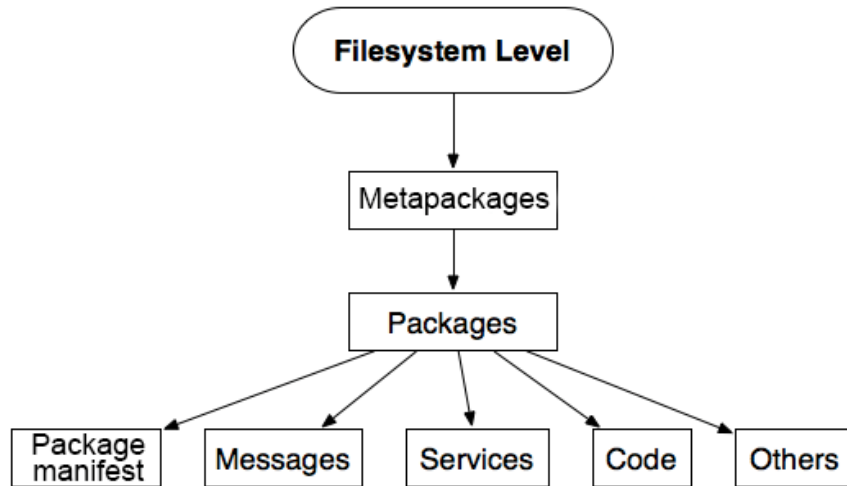 Filesystem Level
Metapackages
Packages
Package
manifest
Messages
Services
Code
Others